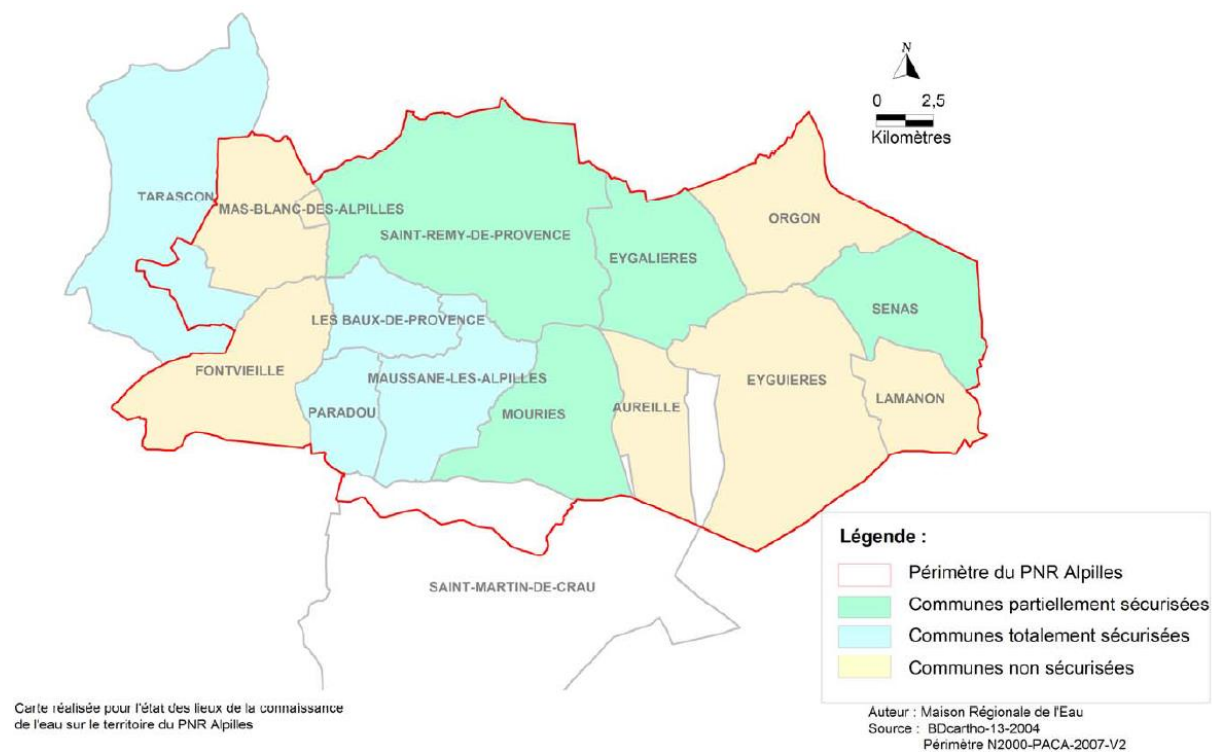 N
0 2,5
Kilomètres
TARASCON
MAS-BLANC-DES-ALPILLES
SAINT-REMY-DE-PROVENCE
ORGON
EYGALIERES
SENAS
LES BAUX-DE-PROVENCE
FONTVIEILLE
MAUSSANE-LES-ALPILLES
EYGUIERES
LAMANON
PARADOU
MOURIES
AUREILLE
SAINT-MARTIN-DE-CRAU
Légende :
Périmètre du PNR Alpilles
Communes partiellement sécurisées
Communes totalement sécurisées
Communes non sécurisées
Carte réalisée pour l'état des lieux de la connaissance
de l'eau sur le territoire du PNR Alpilles
Auteur : Maison Régionale de l'Eau
Source : BDcartho-13-2004
Périmètre N2000-PACA-2007-V2